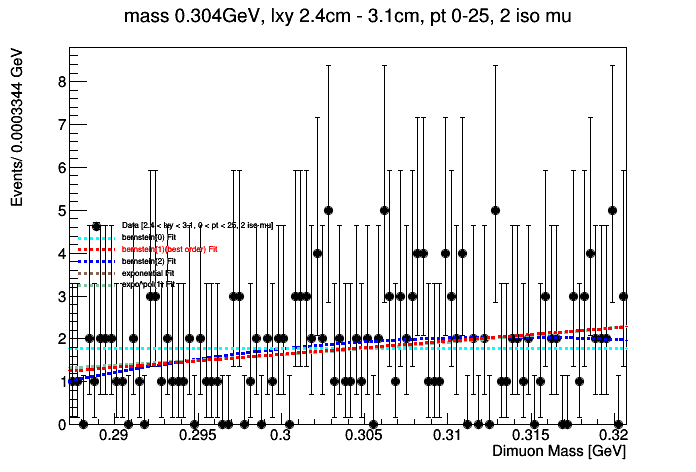 mass 0.304GeV, lxy 2.4cm - 3.1cm, pt 0-25, 2 iso mu
Events/ 0.0003344 GeV
8
7
6
5
4
3
2
1
0
Data [2.4 < lxy < 3.1, 0 < pt < 25, 2 iso mu]
bernstein[0] Fit
bernstein[1](best order) Fit
bernstein[2] Fit
exponential Fit
Fit
0.29
0.295
0.3
0.305
0.31
0.315
0.32
Dimuon Mass [GeV]